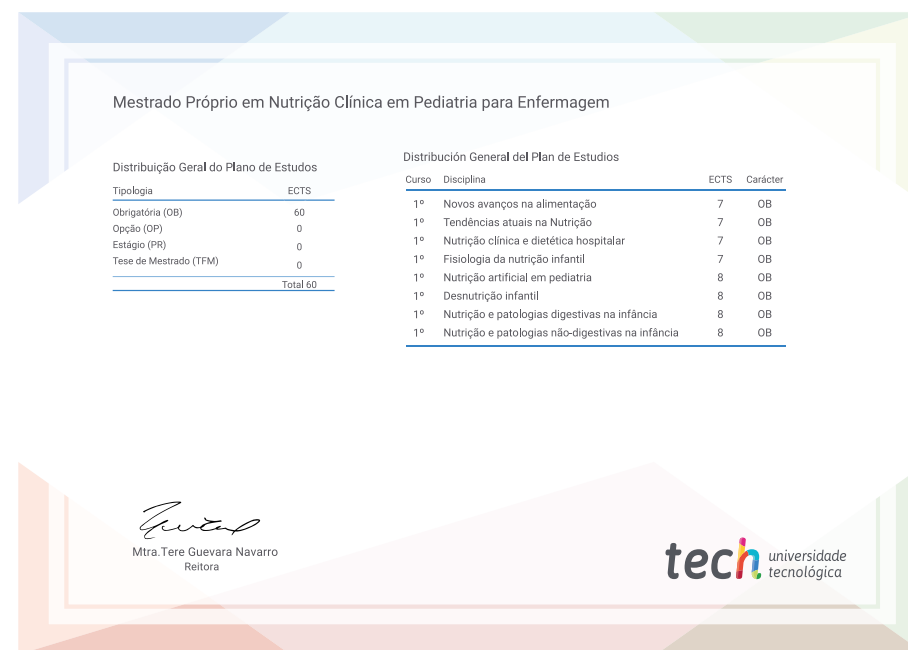 Mestrado Próprio em Nutrição Clínica em Pediatria para Enfermagem
Distribuição Geral do Plano de Estudos
Tipologia ECTS
Obrigatória (OB) 60
Opção (OP) 0
Estágio (PR) 0
Tese de Mestrado (TFM) 0
Total 60
Distribución General del Plan de Estudios
Curso Disciplina ECTS Carácter
1º Novos avanços na alimentação 7 OB
1º Tendências atuais na Nutrição 7 OB
1º Nutrição clínica e dietética hospitalar 7 OB
1º Fisiologia da nutrição infantil 7 OB
1º Nutrição artificial em pediatria 8 OB
1º Desnutrição infantil 8 OB
1º Nutrição e patologias digestivas na infância 8 OB
1º Nutrição e patologias não-digestivas na infância 8 OB
Mtra.Tere Guevara Navarro
Reitora
tech universidade
tecnológica